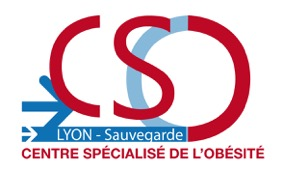 CSO
LYON - Sauvegarde
CENTRE SPÉCIALISÉ DE L'OBÉSITÉ